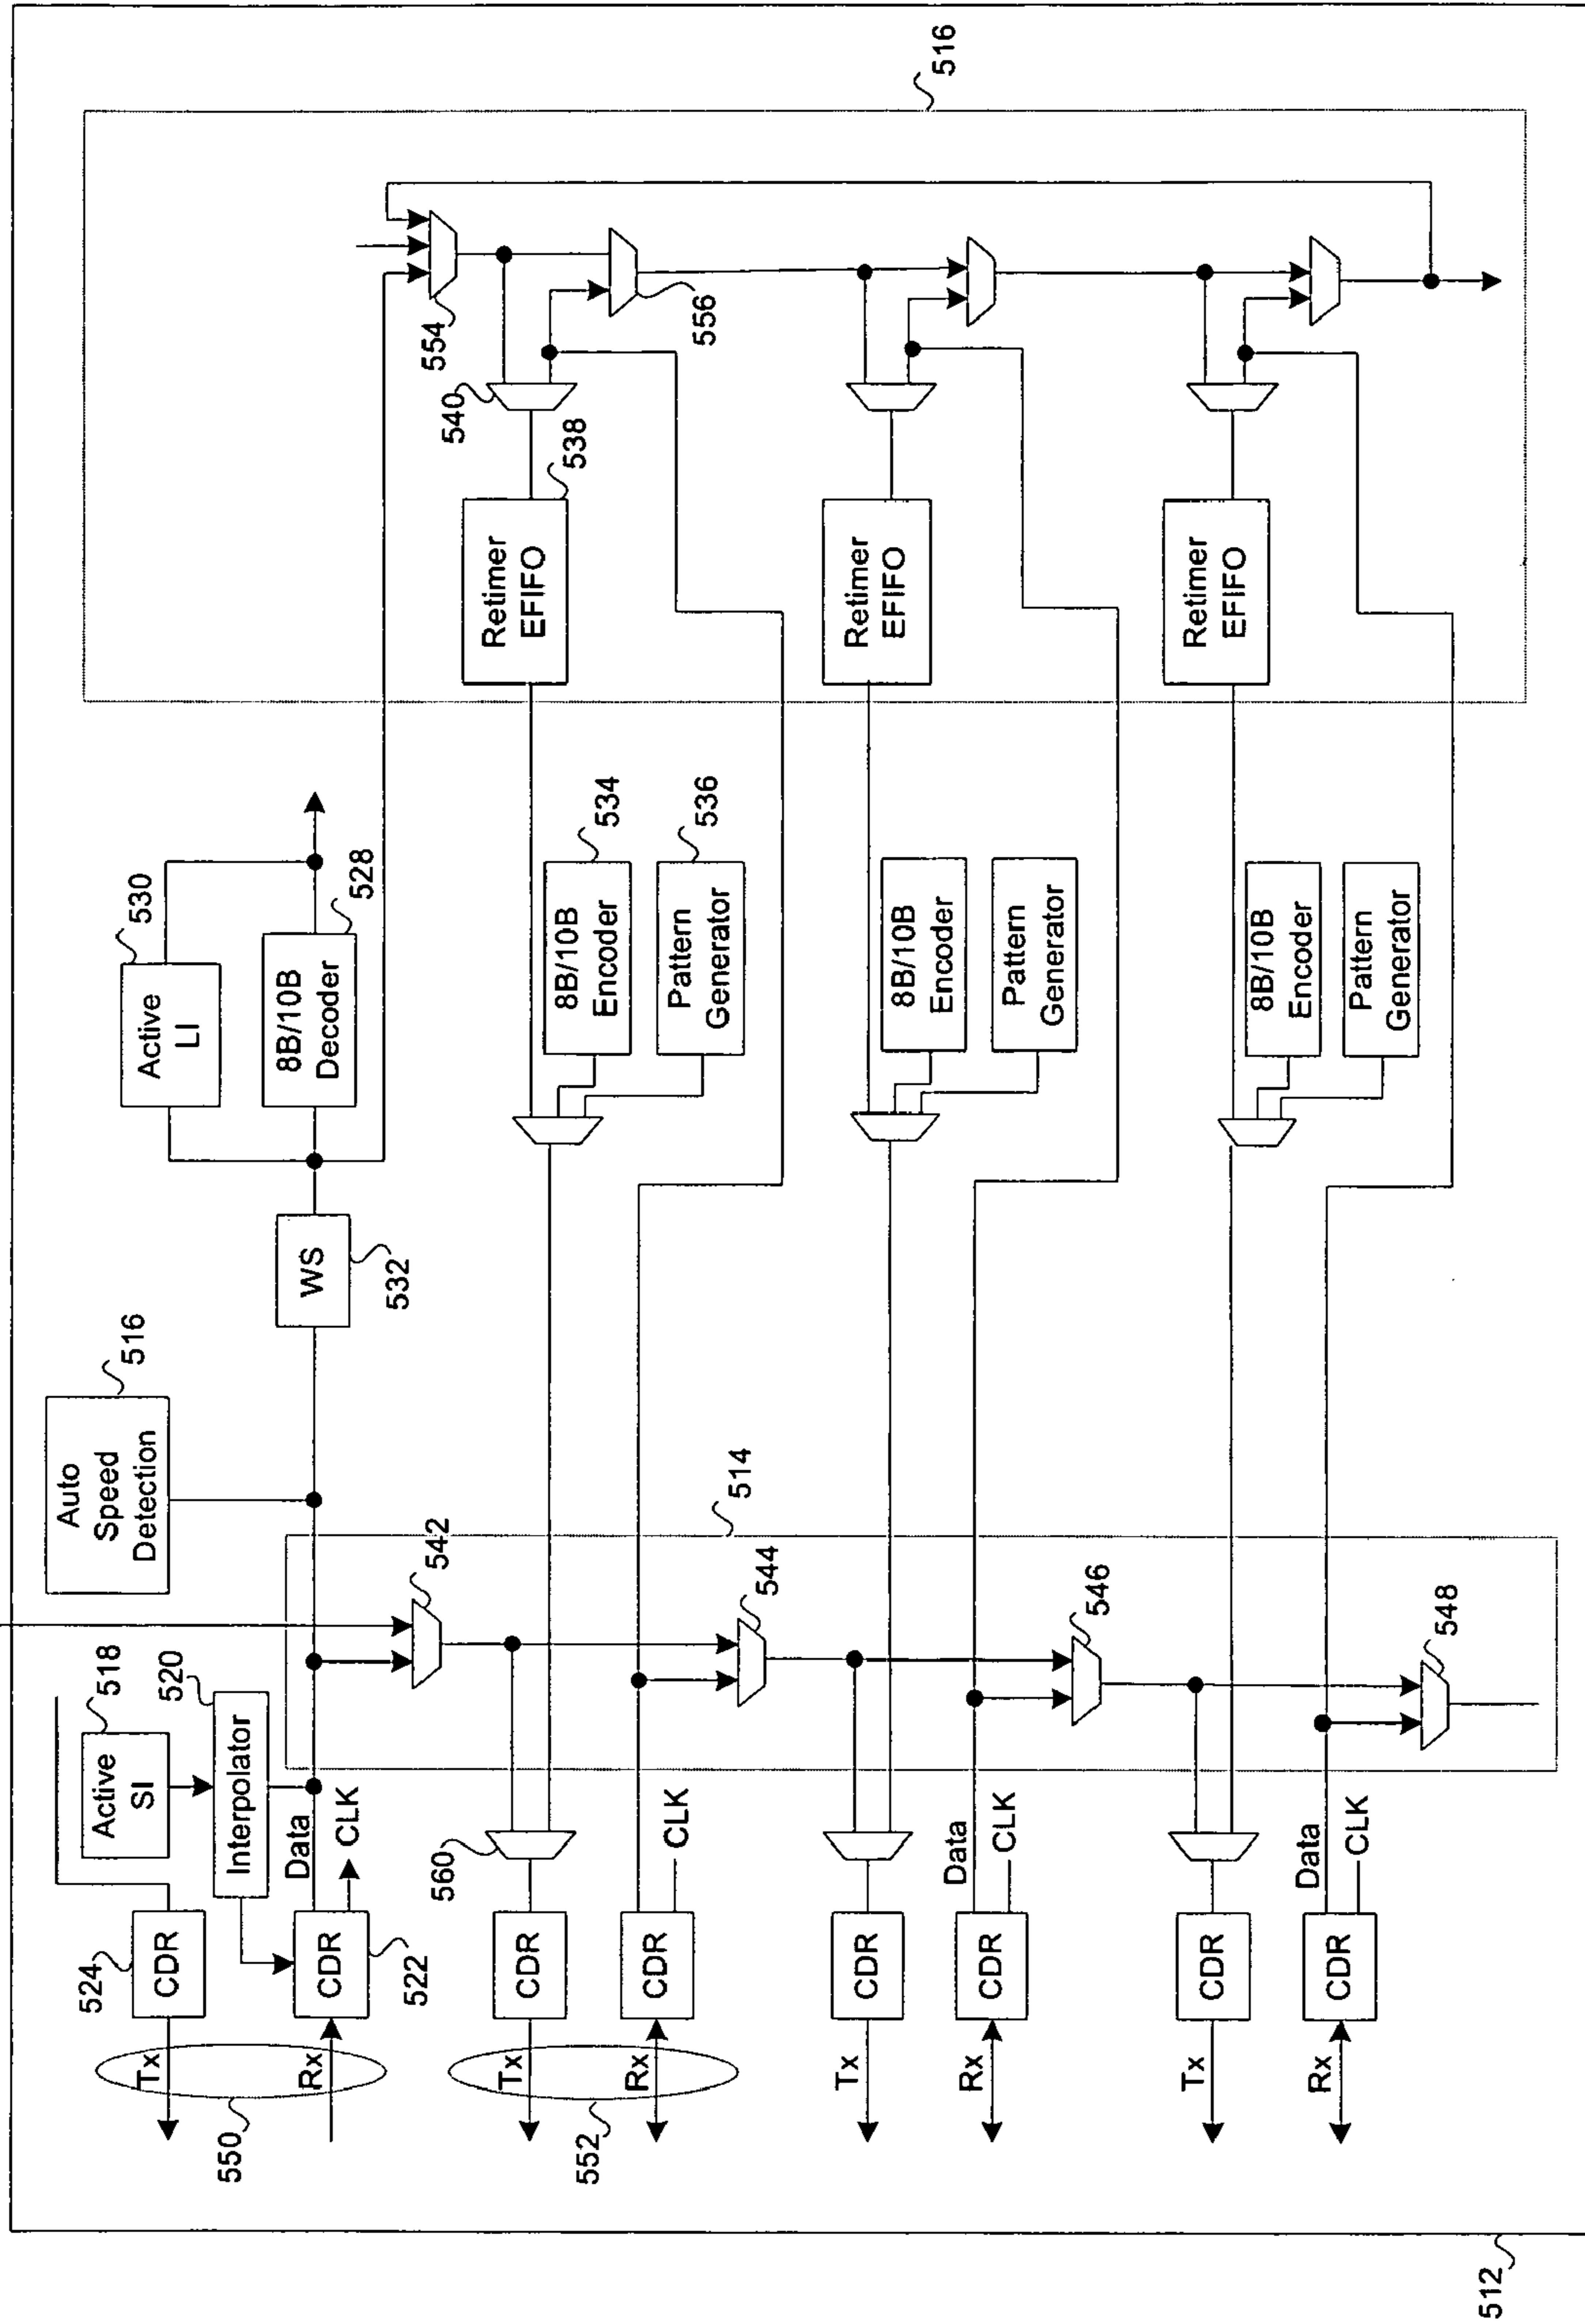 516
554
556
540
538
Retimer
EFIFO
Retimer
EFIFO
Retimer
EFIFO
530
Active
LI
528
8B/10B
Decoder
534
8B/10B
Encoder
536
Pattern
Generator
8B/10B
Encoder
Pattern
Generator
8B/10B
Encoder
Pattern
Generator
WS
532
516
Auto
Speed
Detection
514
542
544
546
548
518
Active
SI
520
Interpolator
Data
CLK
560
CLK
Data
CLK
Data
CLK
524
CDR
CDR
522
CDR
CDR
CDR
CDR
CDR
CDR
Tx
Rx
Tx
Rx
Tx
Rx
Tx
Rx
550
552
512